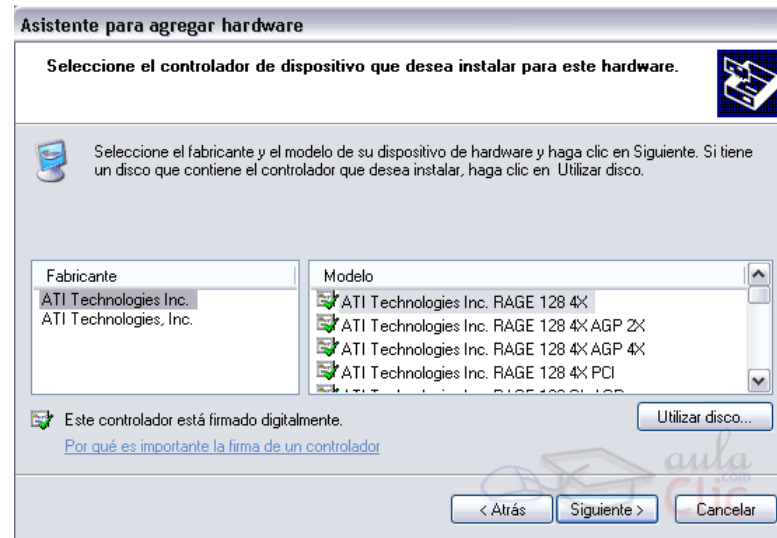 Asistente para agregar hardware
Seleccione el controlador de dispositivo que desea instalar para este hardware.
Seleccione el fabricante y el modelo de su dispositivo de hardware y haga clic en Siguiente. Si tiene
un disco que contiene el controlador que desea instalar, haga clic en Utilizar disco.
Fabricante
ATI Technologies Inc.
ATI Technologies, Inc.
Modelo
ATI Technologies Inc. RAGE 128 4X
ATI Technologies Inc. RAGE 128 4X AGP 2X
ATI Technologies Inc. RAGE 128 4X AGP 4X
ATI Technologies Inc. RAGE 128 4X PCI
Este controlador está firmado digitalmente.
Por qué es importante la firma de un controlador
Utilizar disco...
aula
.com
Clic
< Atrás
Siguiente >
Cancelar